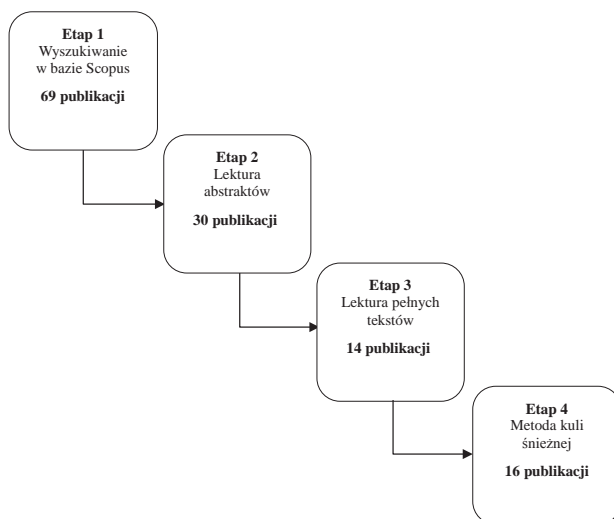 Etap 1
Wyszukiwanie
w bazie Scopus
69 publikacji
Etap 2
Lektura
abstraktów
30 publikacji
Etap 3
Lektura pełnych
tekstów
14 publikacji
Etap 4
Metoda kuli
śnieżnej
16 publikacji